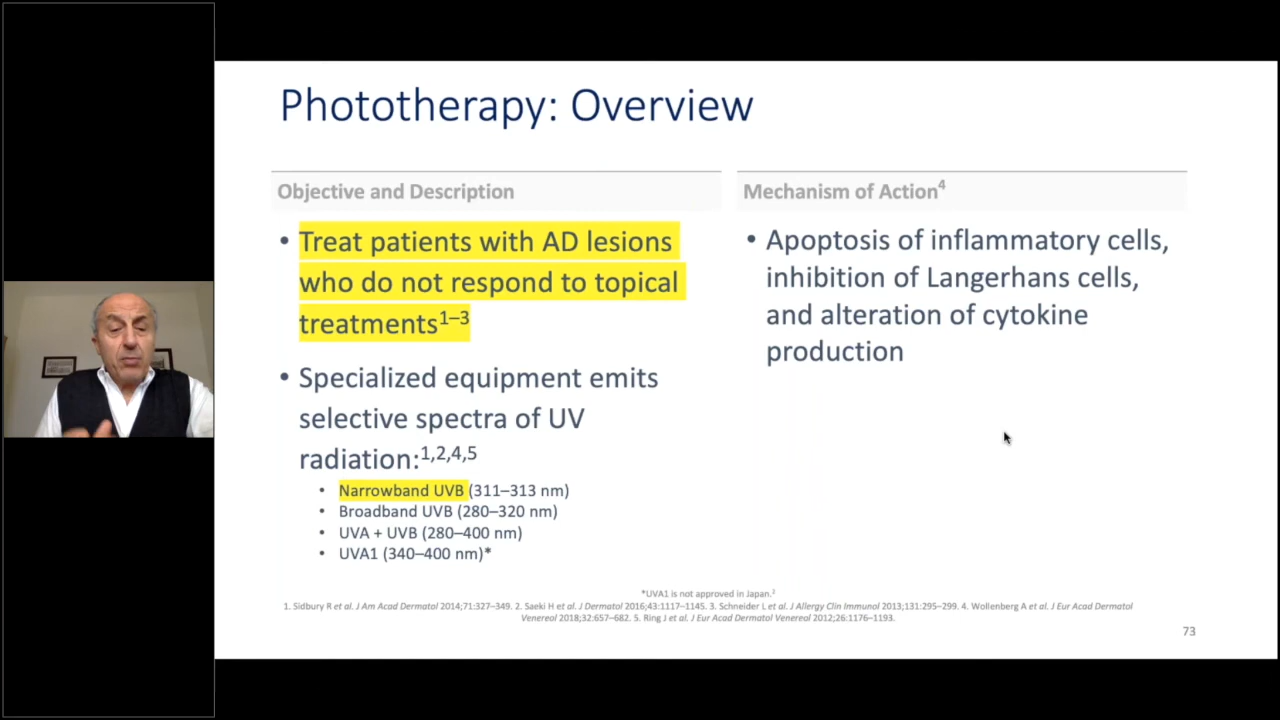 Phototherapy: Overview
Objective and Description
• Treat patients with AD lesions
who do not respond to topical
treatments1–3
• Specialized equipment emits
selective spectra of UV
radiation:1,2,4,5
• Narrowband UVB (311–313 nm)
• Broadband UVB (280–320 nm)
• UVA + UVB (280–400 nm)
• UVA1 (340–400 nm)*
Mechanism of Action4
• Apoptosis of inflammatory cells,
inhibition of Langerhans cells,
and alteration of cytokine
production
*UVA1 is not approved in Japan.2
1. Sidbury R et al. J Am Acad Dermatol 2014;71:327–349. 2. Saeki H et al. J Dermatol 2016;43:1117–1145. 3. Schneider L et al. J Allergy Clin Immunol 2013;131:295–299. 4. Wollenberg A et al. J Eur Acad Dermatol
Venereol 2018;32:657–682. 5. Ring J et al. J Eur Acad Dermatol Venereol 2012;26:1176–1193.
73